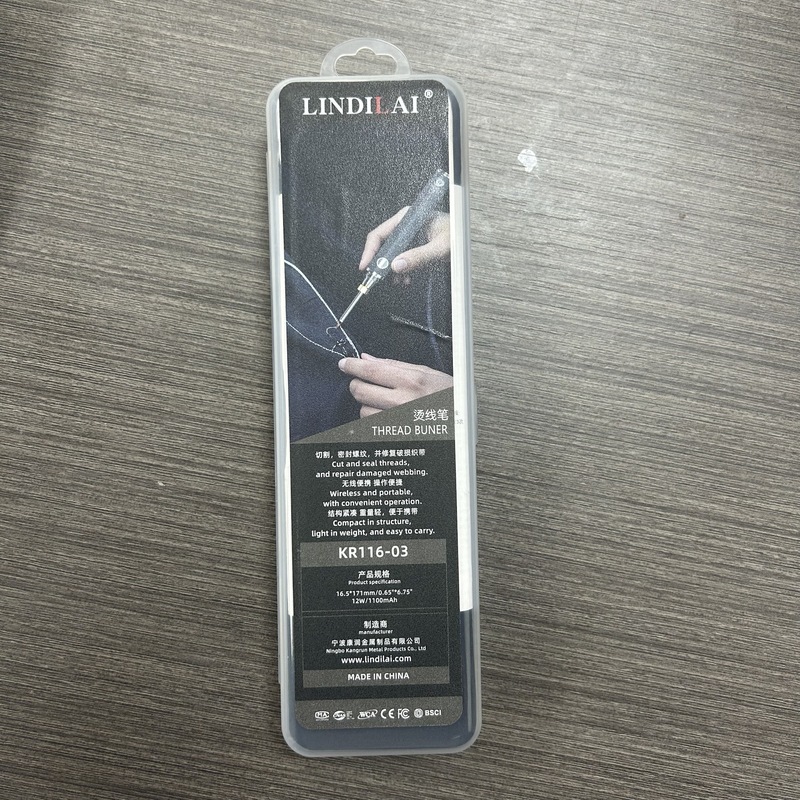 LINDILAI®
烫线笔
THREAD BUNER
切割，密封螺纹，并修复破损织带
Cut and seal threads,
and repair damaged webbing.
无线便携 操作便捷
Wireless and portable,
with convenient operation.
结构紧凑 重量轻，便于携带
Compact in structure,
light in weight, and easy to carry.
KR116-03
产品规格
Product specification
16.5*171mm/0.65"*6.75"
12W/1100mAh
制造商
manufacturer
宁波康润金属制品有限公司
Ningbo Kangrun Metal Products Co., Ltd
www.lindilai.com
MADE IN CHINA
WCA CE FC BSCI